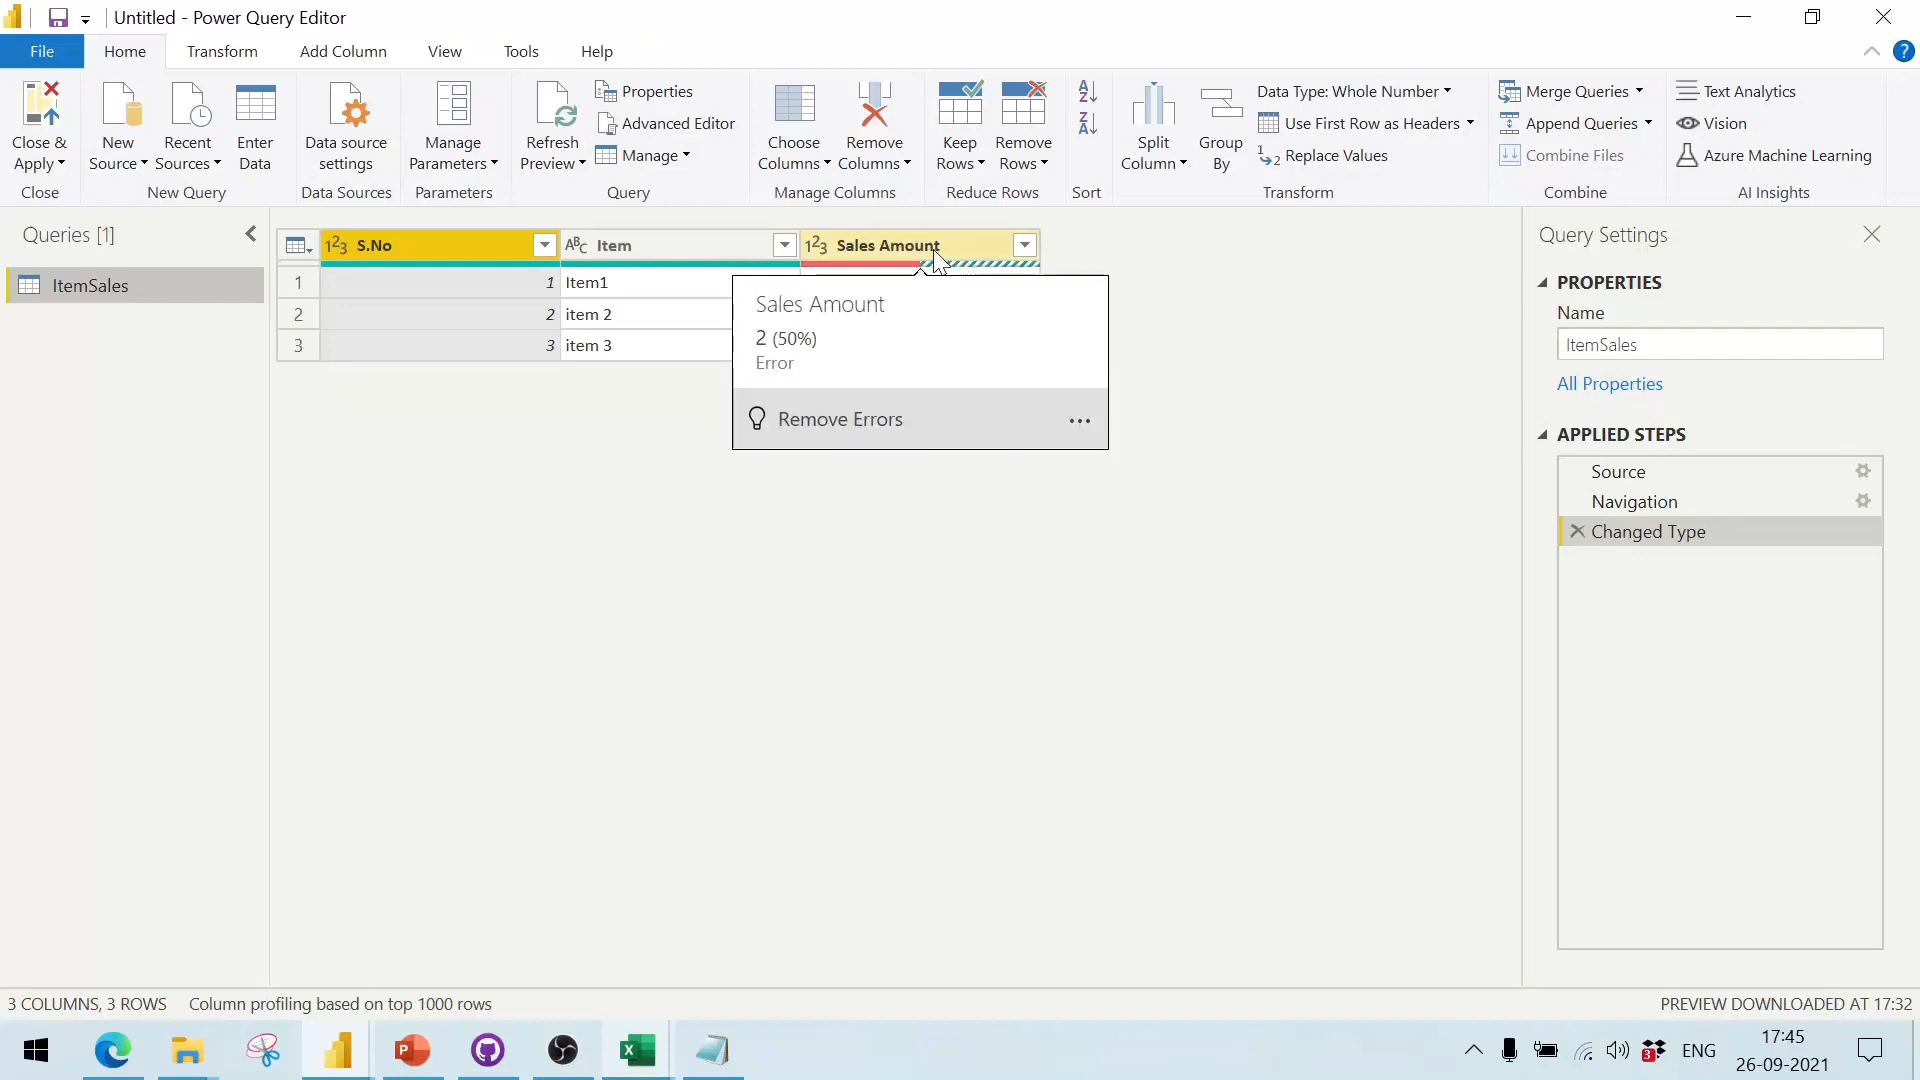 Untitled - Power Query Editor
File Home Transform Add Column View Tools Help
Close & Apply
Close
New Source
Recent Sources
Enter Data
New Query
Data source settings
Data Sources
Manage Parameters
Parameters
Refresh Preview
Properties
Advanced Editor
Manage
Query
Choose Columns
Remove Columns
Manage Columns
Keep Rows
Remove Rows
Reduce Rows
Sort
Split Column
Group By
Data Type: Whole Number
Use First Row as Headers
Replace Values
Transform
Merge Queries
Append Queries
Combine Files
Combine
Text Analytics
Vision
Azure Machine Learning
AI Insights
Queries [1]
ItemSales
S.No Item Sales Amount
1 1 Item1
2 2 item 2
3 3 item 3
Sales Amount
2 (50%)
Error
Remove Errors
Query Settings
PROPERTIES
Name
ItemSales
All Properties
APPLIED STEPS
Source
Navigation
Changed Type
3 COLUMNS, 3 ROWS Column profiling based on top 1000 rows
PREVIEW DOWNLOADED AT 17:32
ENG
17:45
26-09-2021